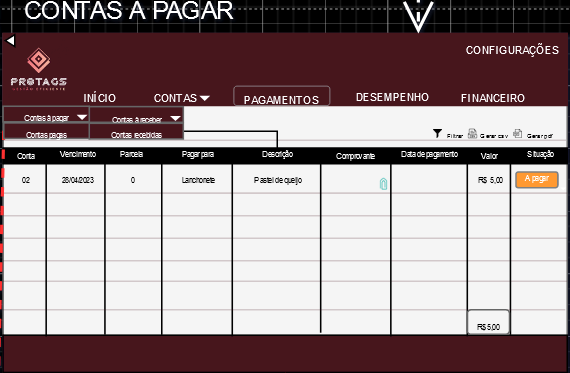 CONTAS A PAGAR
CONFIGURAÇÕES
PROTAGS
GESTÃO EFICIENTE
INÍCIO CONTAS PAGAMENTOS DESEMPENHO FINANCEIRO
Contas à pagar Contas à receber
Contas pagas Contas recebidas
Filtrar Gerar csv Gerar pdf
Conta Vencimento Parcela Pagar para Descrição Comprovante Data de pagamento Valor Situação
02 28/04/2023 0 Lanchonete Pastel de queijo R$ 5,00 A pagar
R$5,00